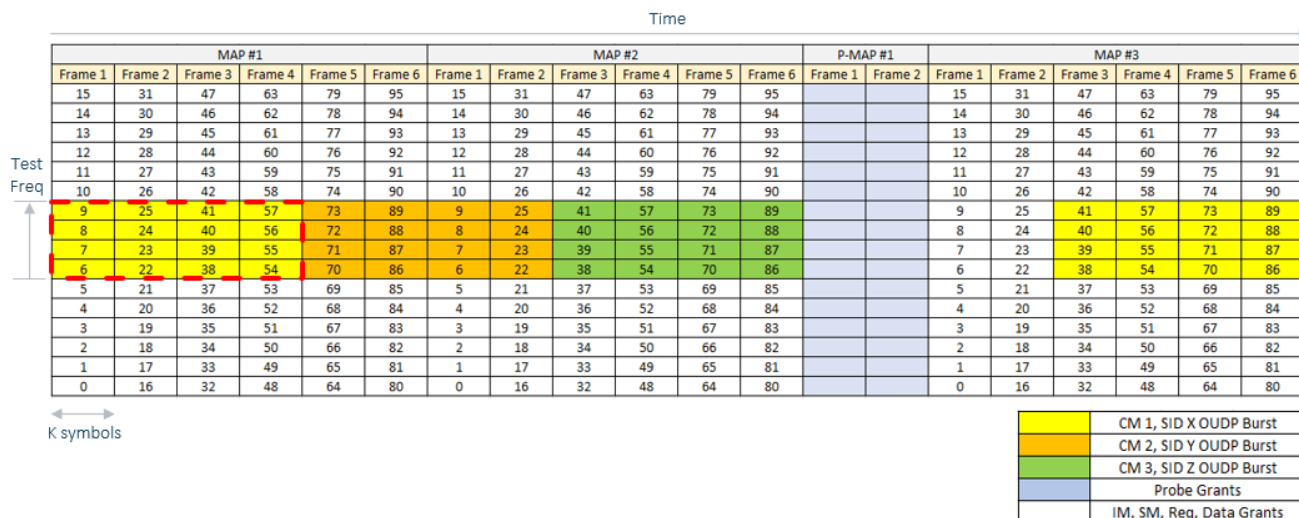 Time
MAP #1 MAP #2 P-MAP #1 MAP #3
Frame 1 Frame 2 Frame 3 Frame 4 Frame 5 Frame 6 Frame 1 Frame 2 Frame 3 Frame 4 Frame 5 Frame 6 Frame 1 Frame 2 Frame 1 Frame 2 Frame 3 Frame 4 Frame 5 Frame 6
15 31 47 63 79 95 15 31 47 63 79 95 15 31 47 63 79 95
14 30 46 62 78 94 14 30 46 62 78 94 14 30 46 62 78 94
13 29 45 61 77 93 13 29 45 61 77 93 13 29 45 61 77 93
12 28 44 60 76 92 12 28 44 60 76 92 12 28 44 60 76 92
Test
11 27 43 59 75 91 11 27 43 59 75 91 11 27 43 59 75 91
Freq
10 26 42 58 74 90 10 26 42 58 74 90 10 26 42 58 74 90
9 25 41 57 73 89 9 25 41 57 73 89 9 25 41 57 73 89
8 24 40 56 72 88 8 24 40 56 72 88 8 24 40 56 72 88
7 23 39 55 71 87 7 23 39 55 71 87 7 23 39 55 71 87
6 22 38 54 70 86 6 22 38 54 70 86 6 22 38 54 70 86
5 21 37 53 69 85 5 21 37 53 69 85 5 21 37 53 69 85
4 20 36 52 68 84 4 20 36 52 68 84 4 20 36 52 68 84
3 19 35 51 67 83 3 19 35 51 67 83 3 19 35 51 67 83
2 18 34 50 66 82 2 18 34 50 66 82 2 18 34 50 66 82
1 17 33 49 65 81 1 17 33 49 65 81 1 17 33 49 65 81
0 16 32 48 64 80 0 16 32 48 64 80 0 16 32 48 64 80
K symbols
CM 1, SID X OUDP Burst
CM 2, SID Y OUDP Burst
CM 3, SID Z OUDP Burst
Probe Grants
IM, SM, Req, Data Grants